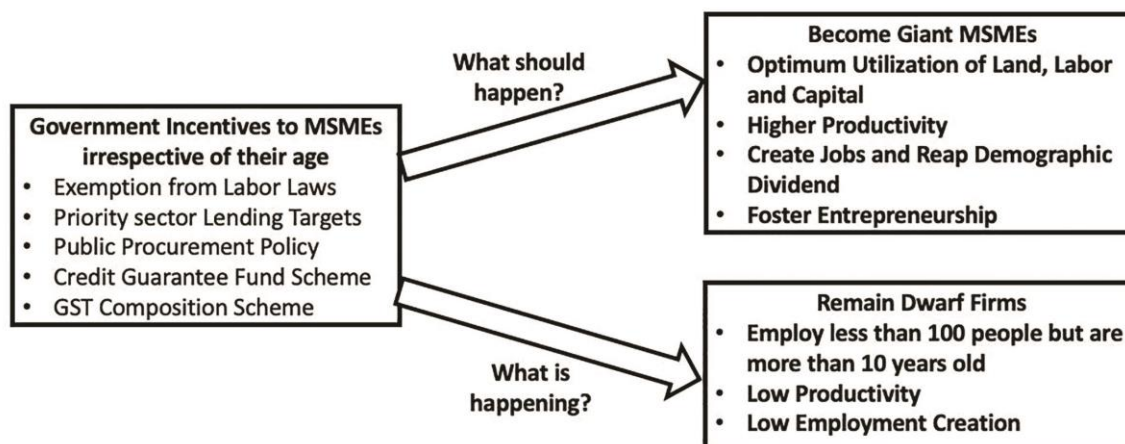 Government Incentives to MSMEs
irrespective of their age
• Exemption from Labor Laws
• Priority sector Lending Targets
• Public Procurement Policy
• Credit Guarantee Fund Scheme
• GST Composition Scheme
What should
happen?
Become Giant MSMEs
• Optimum Utilization of Land, Labor
and Capital
• Higher Productivity
• Create Jobs and Reap Demographic
Dividend
• Foster Entrepreneurship
What is
happening?
Remain Dwarf Firms
• Employ less than 100 people but are
more than 10 years old
• Low Productivity
• Low Employment Creation